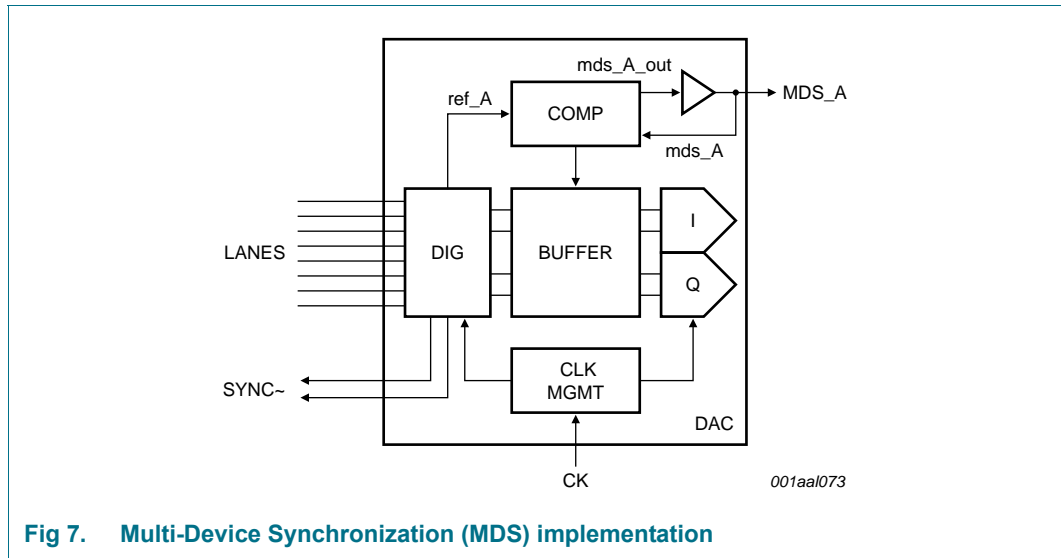 mds_A_out
MDS_A
ref_A
COMP
mds_A
I
LANES
DIG
BUFFER
Q
CLK
MGMT
SYNC~
DAC
CK
001aal073
Fig 7. Multi-Device Synchronization (MDS) implementation